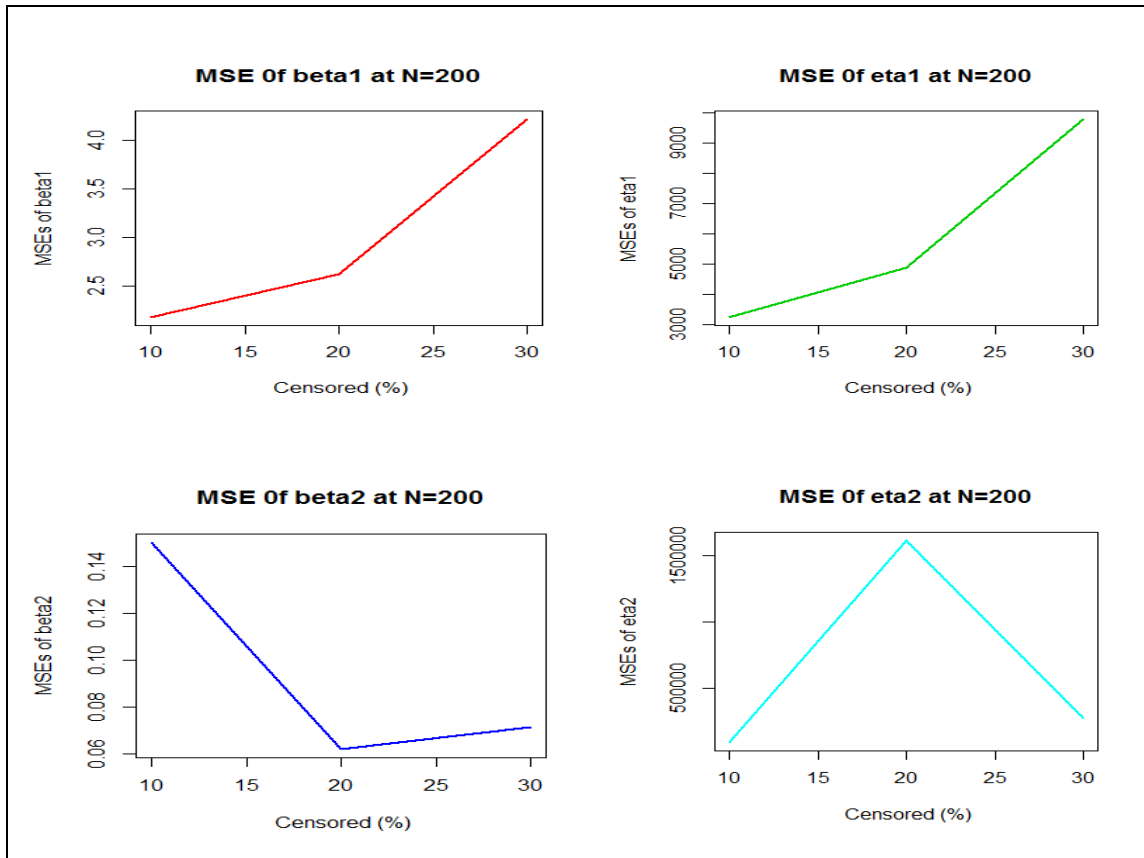 MSE 0f beta1 at N=200
MSEs of beta1
4.0
3.5
3.0
2.5
10 15 20 25 30
Censored (%)
MSE 0f eta1 at N=200
MSEs of eta1
9000
7000
5000
3000
10 15 20 25 30
Censored (%)
MSE 0f beta2 at N=200
MSEs of beta2
0.14
0.12
0.10
0.08
0.06
10 15 20 25 30
Censored (%)
MSE 0f eta2 at N=200
MSEs of eta2
1500000
500000
10 15 20 25 30
Censored (%)